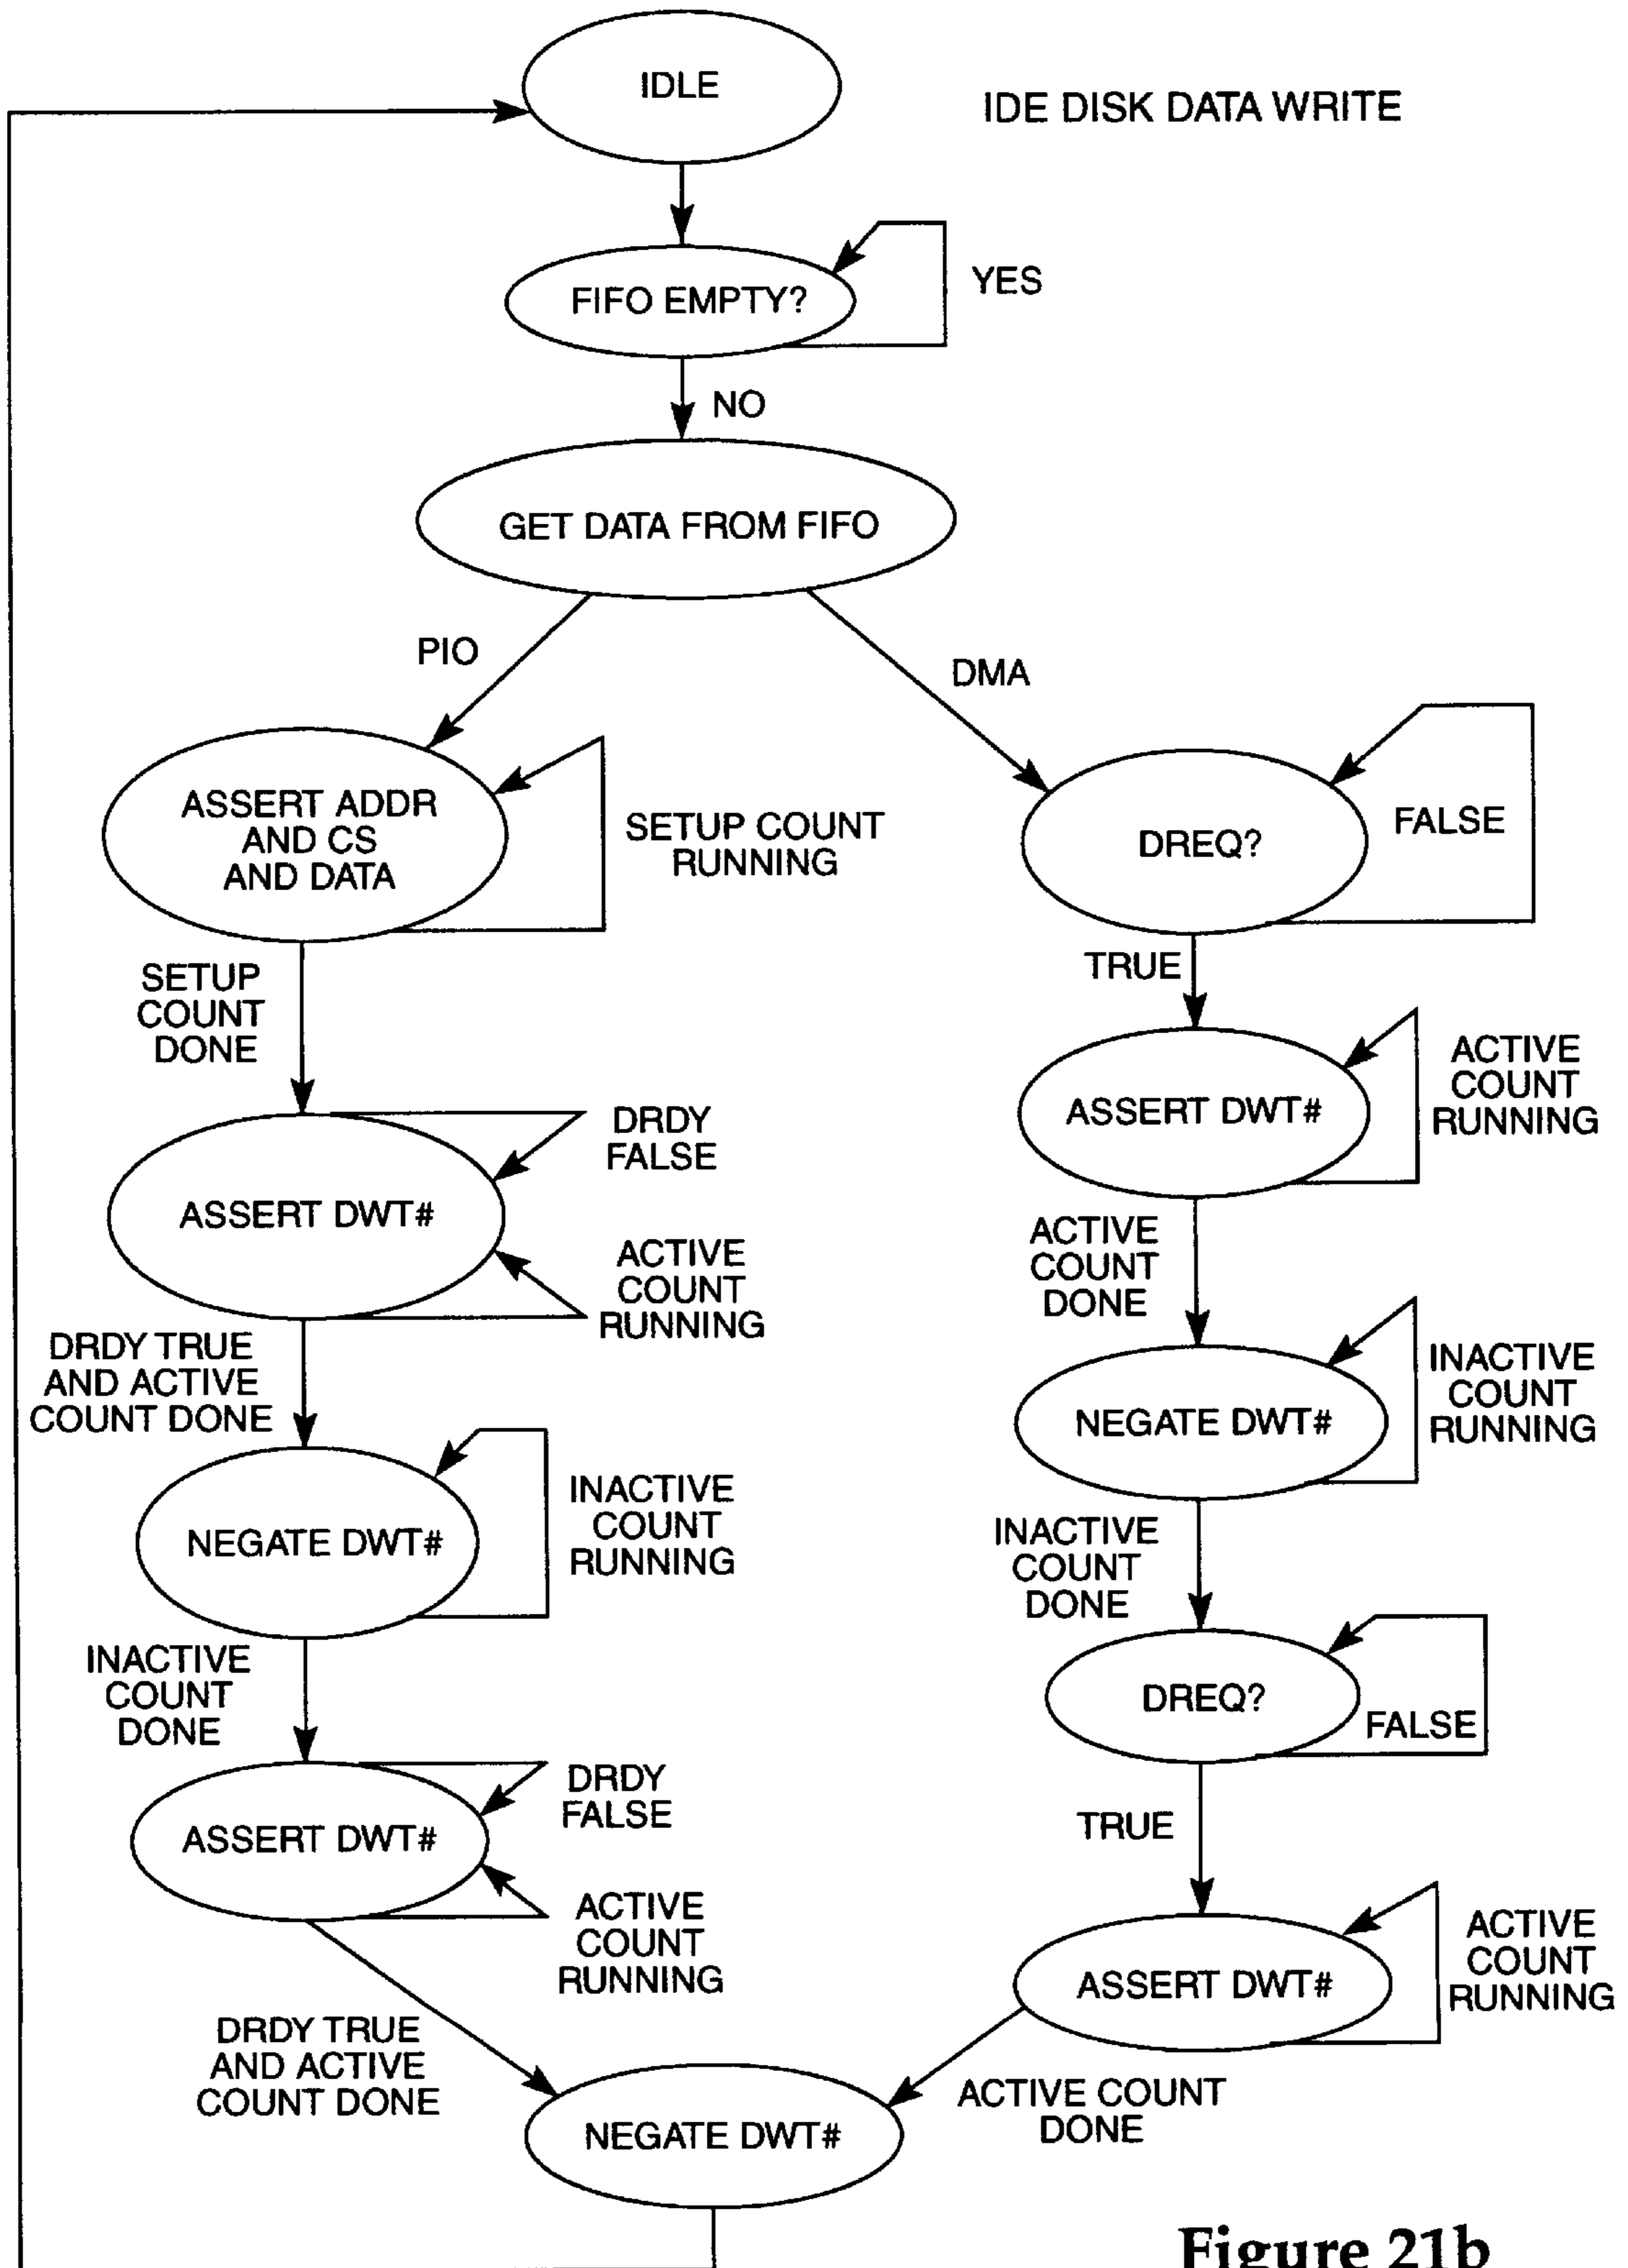 IDLE
IDE DISK DATA WRITE
FIFO EMPTY?
YES
NO
GET DATA FROM FIFO
PIO
DMA
ASSERT ADDR
AND CS
AND DATA
SETUP COUNT
RUNNING
DREQ?
FALSE
SETUP
COUNT
DONE
TRUE
ASSERT DWT#
DRDY
FALSE
ACTIVE
COUNT
RUNNING
ASSERT DWT#
ACTIVE
COUNT
RUNNING
DRDY TRUE
AND ACTIVE
COUNT DONE
ACTIVE
COUNT
DONE
NEGATE DWT#
INACTIVE
COUNT
RUNNING
NEGATE DWT#
INACTIVE
COUNT
RUNNING
INACTIVE
COUNT
DONE
INACTIVE
COUNT
DONE
DREQ?
FALSE
ASSERT DWT#
DRDY
FALSE
ACTIVE
COUNT
RUNNING
TRUE
ASSERT DWT#
ACTIVE
COUNT
RUNNING
DRDY TRUE
AND ACTIVE
COUNT DONE
NEGATE DWT#
ACTIVE COUNT
DONE
Figure 21b